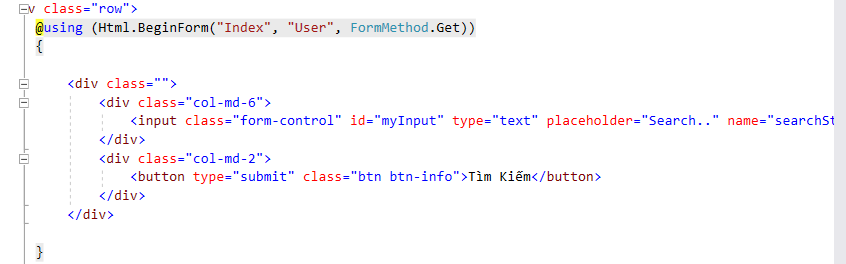 v class="row">
@using (Html.BeginForm("Index", "User", FormMethod.Get))
{
<div class="">
<div class="col-md-6">
<input class="form-control" id="myInput" type="text" placeholder="Search.." name="searchSt
</div>
<div class="col-md-2">
<button type="submit" class="btn btn-info">Tìm Kiếm</button>
</div>
</div>
}